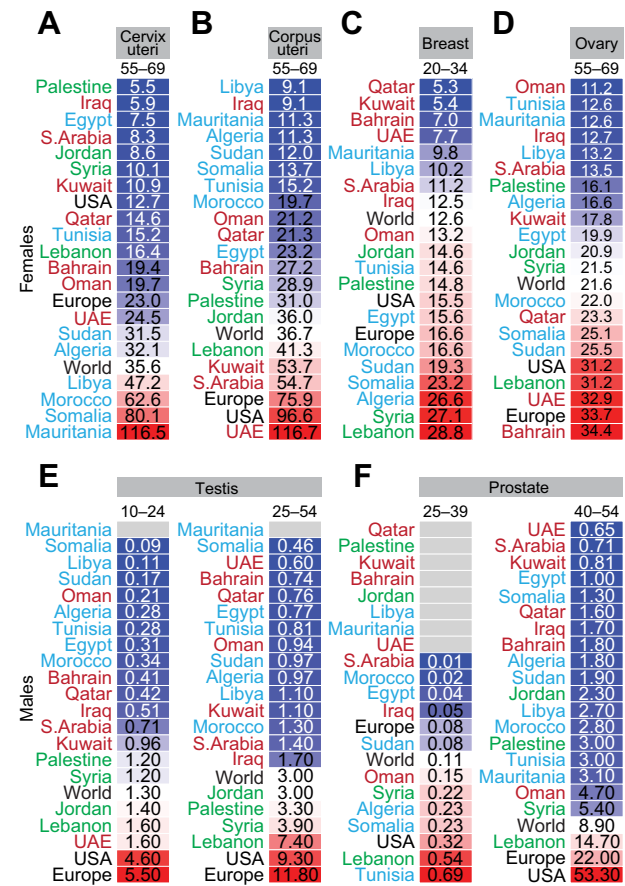 A
Cervix
uteri
55–69
Females
Palestine 5.5
Iraq 5.9
Egypt 7.5
S.Arabia 8.3
Jordan 8.6
Syria 10.1
Kuwait 10.9
USA 12.7
Qatar 14.6
Tunisia 15.2
Lebanon 16.4
Bahrain 19.4
Oman 19.7
Europe 23.0
UAE 24.5
Sudan 31.5
Algeria 32.1
World 35.6
Libya 47.2
Morocco 62.6
Somalia 80.1
Mauritania 116.5
B
Corpus
uteri
55–69
Libya 9.1
Iraq 9.1
Mauritania 11.3
Algeria 11.3
Sudan 12.0
Somalia 13.7
Tunisia 15.2
Morocco 19.7
Oman 21.2
Qatar 21.3
Egypt 23.2
Bahrain 27.2
Syria 28.9
Palestine 31.0
Jordan 36.0
World 36.7
Lebanon 41.3
Kuwait 53.7
S.Arabia 54.7
Europe 75.9
USA 96.6
UAE 116.7
C
Breast
20–34
Qatar 5.3
Kuwait 5.4
Bahrain 7.0
UAE 7.7
Mauritania 9.8
Libya 10.2
S.Arabia 11.2
Iraq 12.5
World 12.6
Oman 13.2
Jordan 14.6
Tunisia 14.6
Palestine 14.8
USA 15.5
Egypt 15.6
Europe 16.6
Morocco 16.6
Sudan 19.3
Somalia 23.2
Algeria 26.6
Syria 27.1
Lebanon 28.8
D
Ovary
55–69
Oman 11.2
Tunisia 12.6
Mauritania 12.6
Iraq 12.7
Libya 13.2
S.Arabia 13.5
Palestine 16.1
Algeria 16.6
Kuwait 17.8
Egypt 19.9
Jordan 20.9
Syria 21.5
World 21.6
Morocco 22.0
Qatar 23.3
Somalia 25.1
Sudan 25.5
USA 31.2
Lebanon 31.2
UAE 32.9
Europe 33.7
Bahrain 34.4
E
Testis
10–24
Males
Mauritania
Somalia 0.09
Libya 0.11
Sudan 0.17
Oman 0.21
Algeria 0.28
Tunisia 0.28
Egypt 0.31
Morocco 0.34
Bahrain 0.41
Qatar 0.42
Iraq 0.51
S.Arabia 0.71
Kuwait 0.96
Palestine 1.20
Syria 1.20
World 1.30
Jordan 1.40
Lebanon 1.60
UAE 1.60
USA 4.60
Europe 5.50
25–54
Mauritania
Somalia 0.46
UAE 0.60
Bahrain 0.74
Qatar 0.76
Egypt 0.77
Tunisia 0.81
Oman 0.94
Sudan 0.97
Algeria 0.97
Libya 1.10
Kuwait 1.10
Morocco 1.30
S.Arabia 1.40
Iraq 1.70
World 3.00
Jordan 3.00
Palestine 3.30
Syria 3.90
Lebanon 7.40
USA 9.30
Europe 11.80
F
Prostate
25–39
Qatar
Palestine
Kuwait
Bahrain
Jordan
Libya
Mauritania
UAE
S.Arabia 0.01
Morocco 0.02
Egypt 0.04
Iraq 0.05
Europe 0.08
Sudan 0.08
World 0.11
Oman 0.15
Syria 0.22
Algeria 0.23
Somalia 0.23
USA 0.32
Lebanon 0.54
Tunisia 0.69
40–54
UAE 0.65
S.Arabia 0.71
Kuwait 0.81
Egypt 1.00
Somalia 1.30
Qatar 1.60
Iraq 1.70
Bahrain 1.80
Algeria 1.80
Sudan 1.90
Jordan 2.30
Libya 2.70
Morocco 2.80
Palestine 3.00
Tunisia 3.00
Mauritania 3.10
Oman 4.70
Syria 5.40
World 8.90
Lebanon 14.70
Europe 22.00
USA 53.30